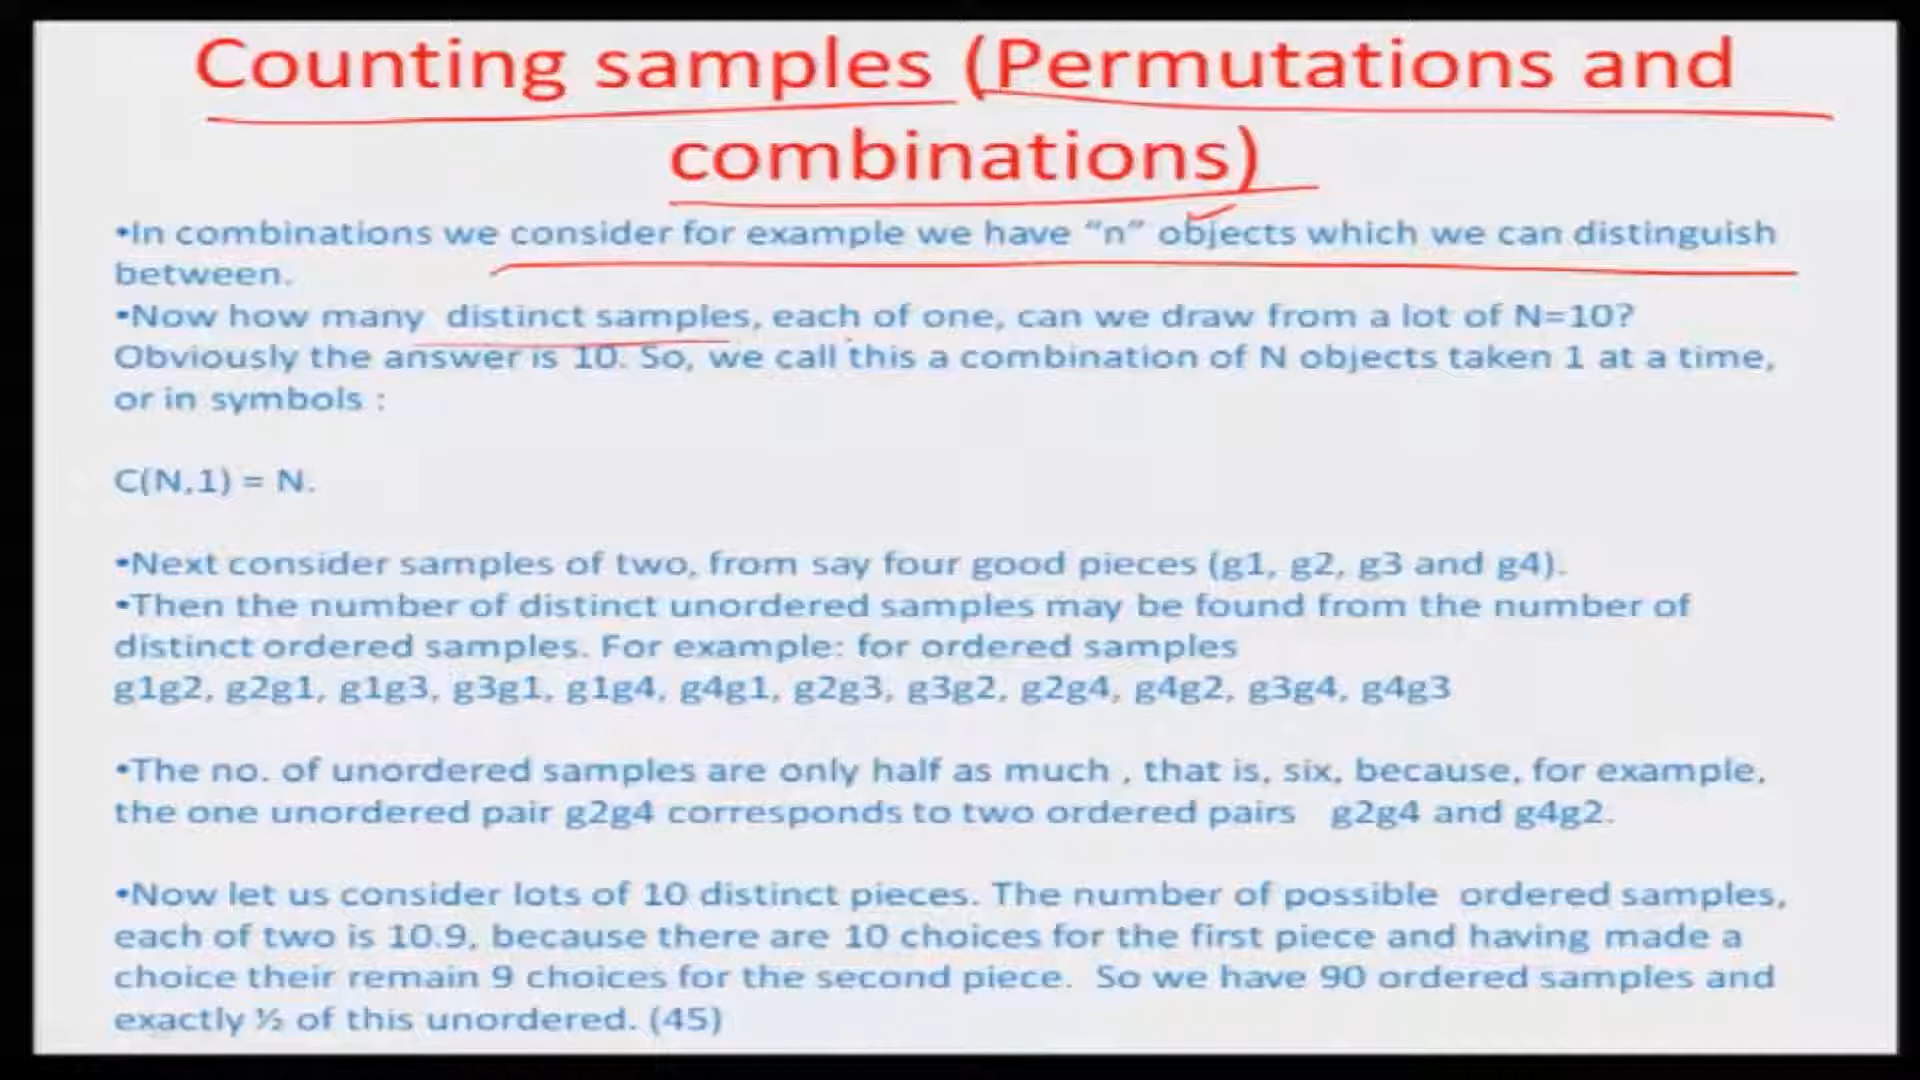 Counting samples (Permutations and
combinations)
•In combinations we consider for example we have “n” objects which we can distinguish
between.
•Now how many distinct samples, each of one, can we draw from a lot of N=10?
Obviously the answer is 10. So, we call this a combination of N objects taken 1 at a time,
or in symbols :
C(N,1) = N.
•Next consider samples of two, from say four good pieces (g1, g2, g3 and g4).
•Then the number of distinct unordered samples may be found from the number of
distinct ordered samples. For example: for ordered samples
g1g2, g2g1, g1g3, g3g1, g1g4, g4g1, g2g3, g3g2, g2g4, g4g2, g3g4, g4g3
•The no. of unordered samples are only half as much , that is, six, because, for example,
the one unordered pair g2g4 corresponds to two ordered pairs g2g4 and g4g2.
•Now let us consider lots of 10 distinct pieces. The number of possible ordered samples,
each of two is 10.9, because there are 10 choices for the first piece and having made a
choice their remain 9 choices for the second piece. So we have 90 ordered samples and
exactly ½ of this unordered. (45)